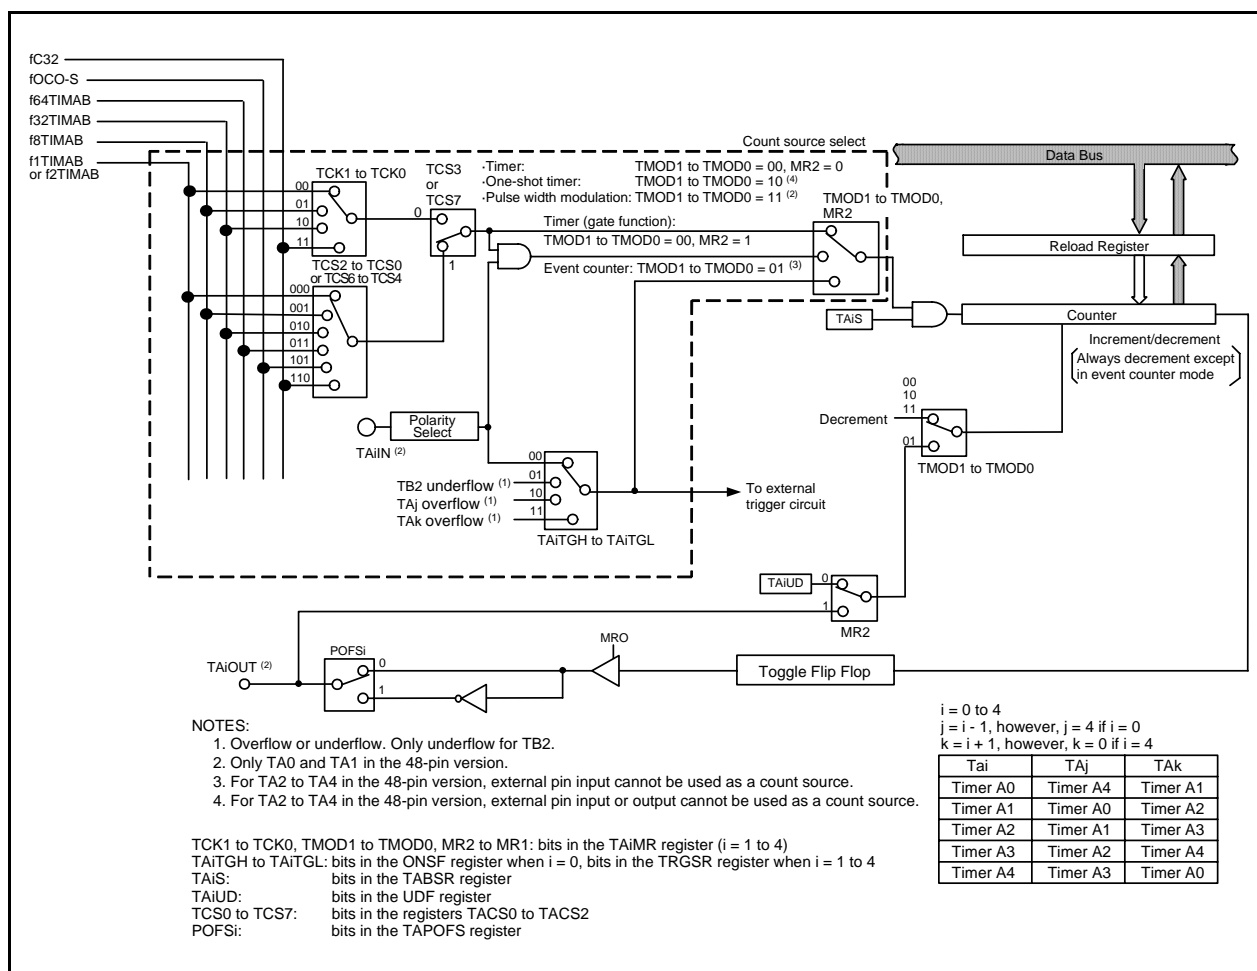 fC32
fOCO-S
f64TIMAB
f32TIMAB
f8TIMAB
f1TIMAB
or f2TIMAB
Count source select
Data Bus
TCK1 to TCK0
00
01
10
11
TCS3
or
TCS7
0
1
·Timer: TMOD1 to TMOD0 = 00, MR2 = 0
·One-shot timer: TMOD1 to TMOD0 = 10 (4)
·Pulse width modulation: TMOD1 to TMOD0 = 11 (2)
TMOD1 to TMOD0,
MR2
Timer (gate function):
TMOD1 to TMOD0 = 00, MR2 = 1
Event counter: TMOD1 to TMOD0 = 01 (3)
Reload Register
TCS2 to TCS0
or TCS6 to TCS4
000
001
010
011
101
110
TAiS
Counter
Increment/decrement
Always decrement except
in event counter mode
00
10
11
Decrement
01
TMOD1 to TMOD0
Polarity
Select
TAiIN (2)
00
TB2 underflow (1) 01
TAj overflow (1) 10
TAk overflow (1) 11
TAiTGH to TAiTGL
To external
trigger circuit
TAiUD
0
1
MR2
MRO
POFSi
TAiOUT (2)
0
1
Toggle Flip Flop
NOTES:
1. Overflow or underflow. Only underflow for TB2.
2. Only TA0 and TA1 in the 48-pin version.
3. For TA2 to TA4 in the 48-pin version, external pin input cannot be used as a count source.
4. For TA2 to TA4 in the 48-pin version, external pin input or output cannot be used as a count source.
TCK1 to TCK0, TMOD1 to TMOD0, MR2 to MR1: bits in the TAiMR register (i = 1 to 4)
TAiTGH to TAiTGL: bits in the ONSF register when i = 0, bits in the TRGSR register when i = 1 to 4
TAiS: bits in the TABSR register
TAiUD: bits in the UDF register
TCS0 to TCS7: bits in the registers TACS0 to TACS2
POFSi: bits in the TAPOFS register
i = 0 to 4
j = i - 1, however, j = 4 if i = 0
k = i + 1, however, k = 0 if i = 4
Tai TAj TAk
Timer A0 Timer A4 Timer A1
Timer A1 Timer A0 Timer A2
Timer A2 Timer A1 Timer A3
Timer A3 Timer A2 Timer A4
Timer A4 Timer A3 Timer A0